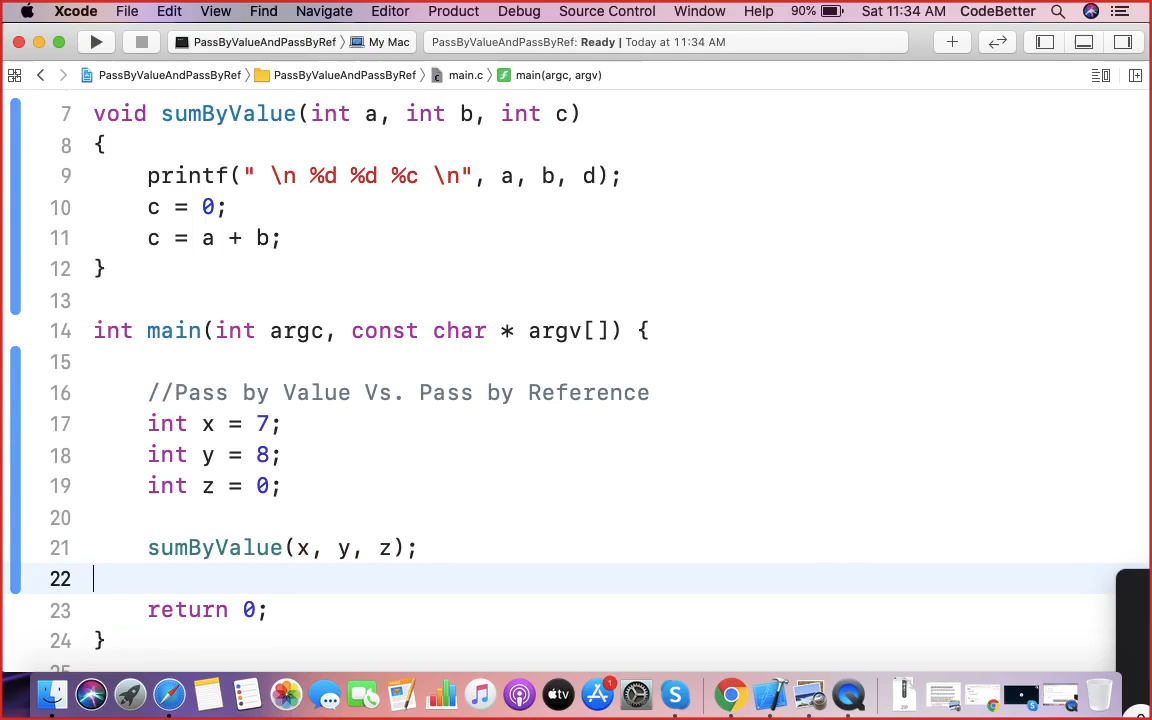 Xcode File Edit View Find Navigate Editor Product Debug Source Control Window Help 90% Sat 11:34 AM CodeBetter
PassByValueAndPassByRef 〉 My Mac PassByValueAndPassByRef: Ready | Today at 11:34 AM
PassByValueAndPassByRef 〉 PassByValueAndPassByRef 〉 main.c 〉 main(argc, argv)
7 void sumByValue(int a, int b, int c)
8 {
9 printf(" \n %d %d %c \n", a, b, d);
10 c = 0;
11 c = a + b;
12 }
13
14 int main(int argc, const char * argv[]) {
15
16 //Pass by Value Vs. Pass by Reference
17 int x = 7;
18 int y = 8;
19 int z = 0;
20
21 sumByValue(x, y, z);
22
23 return 0;
24 }
25
tv 1 S ZIP